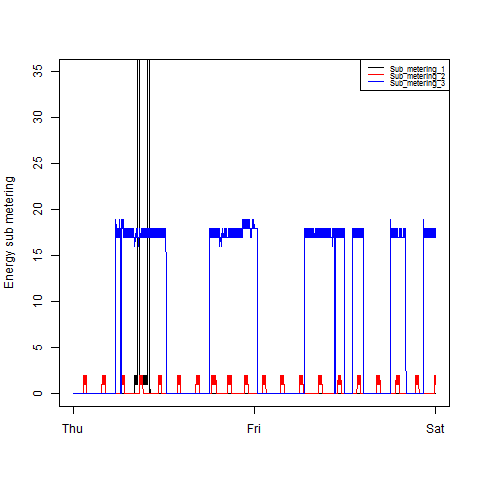 Sub_metering_1
Sub_metering_2
Sub_metering_3
35
30
25
20
15
10
5
0
Energy sub metering
Thu Fri Sat